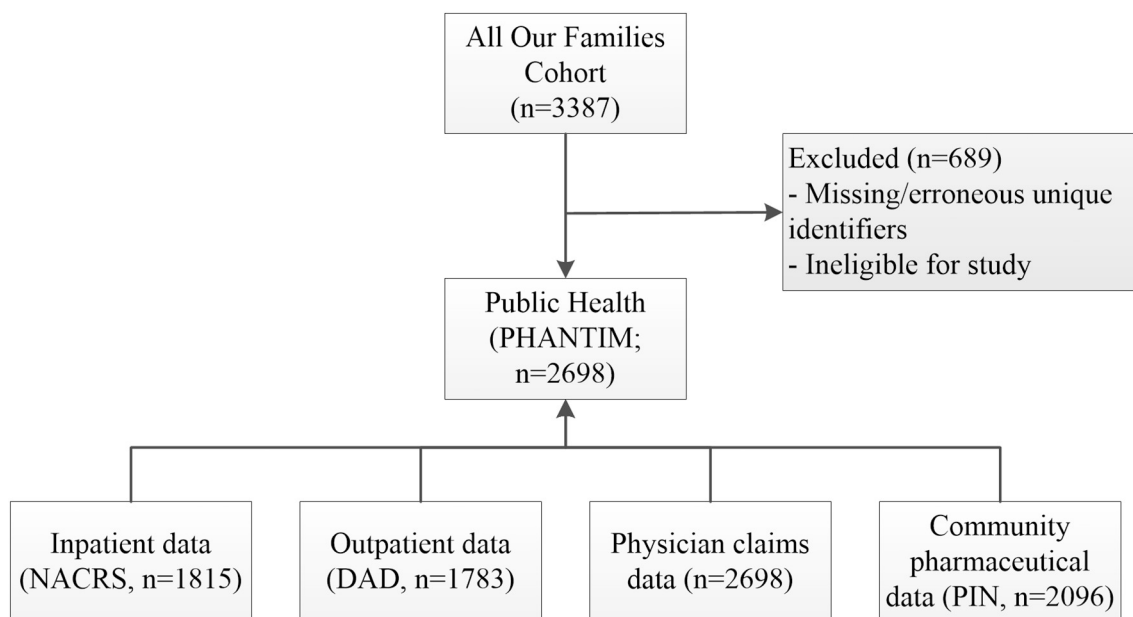 All Our Families
Cohort
(n=3387)
Excluded (n=689)
- Missing/erroneous unique
identifiers
- Ineligible for study
Public Health
(PHANTIM;
n=2698)
Inpatient data
(NACRS, n=1815)
Outpatient data
(DAD, n=1783)
Physician claims
data (n=2698)
Community
pharmaceutical
data (PIN, n=2096)